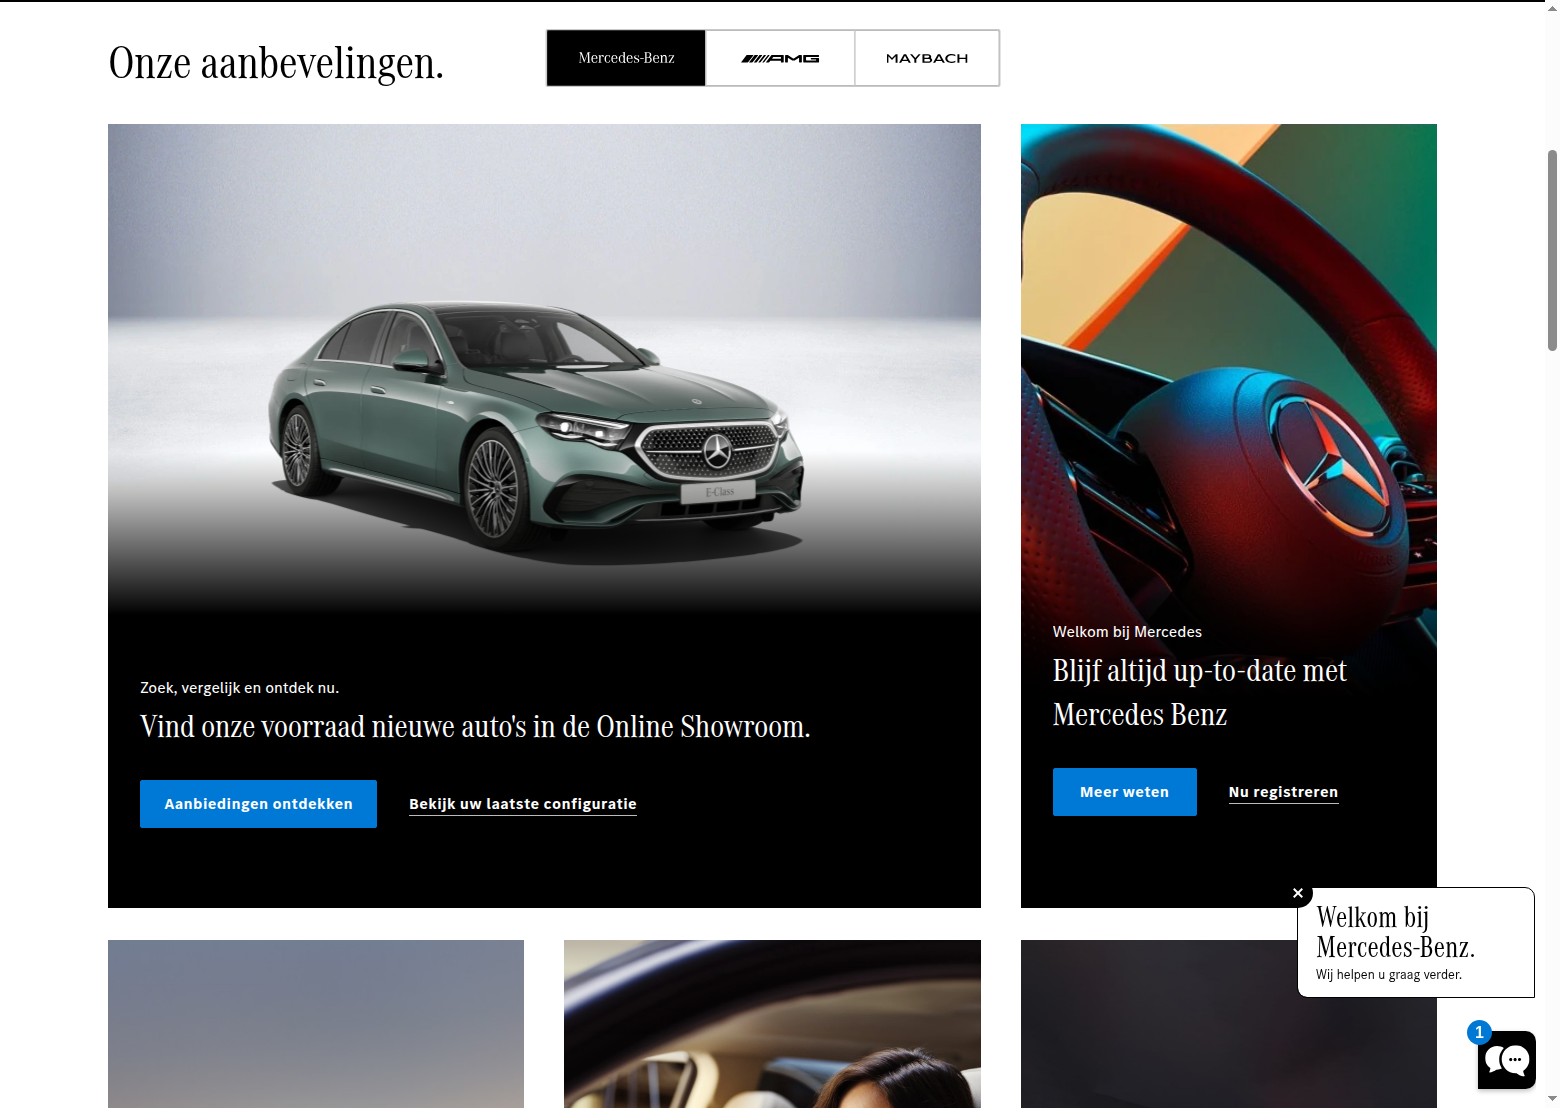 Onze aanbevelingen.
Mercedes-Benz
AMG
MAYBACH
E-Class
Zoek, vergelijk en ontdek nu.
Vind onze voorraad nieuwe auto's in de Online Showroom.
Aanbiedingen ontdekken
Bekijk uw laatste configuratie
Welkom bij Mercedes
Blijf altijd up-to-date met
Mercedes Benz
Meer weten
Nu registreren
Welkom bij
Mercedes-Benz.
Wij helpen u graag verder.
1